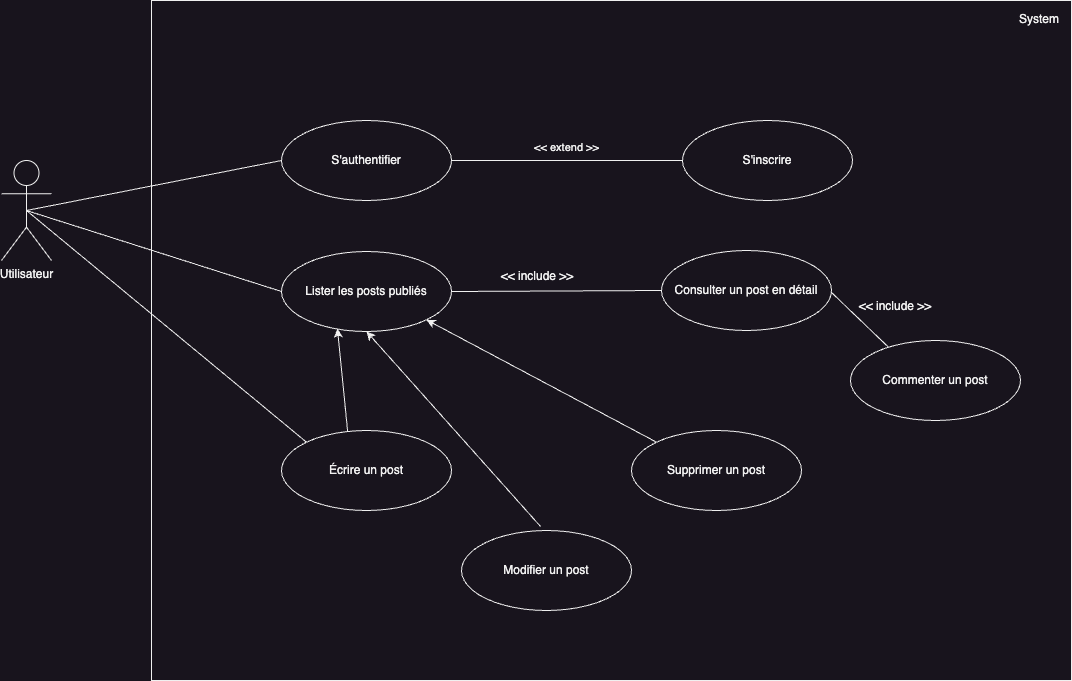 System
S'authentifier
<< extend >>
S'inscrire
Utilisateur
Lister les posts publiés
<< include >>
Consulter un post en détail
<< include >>
Commenter un post
Écrire un post
Supprimer un post
Modifier un post